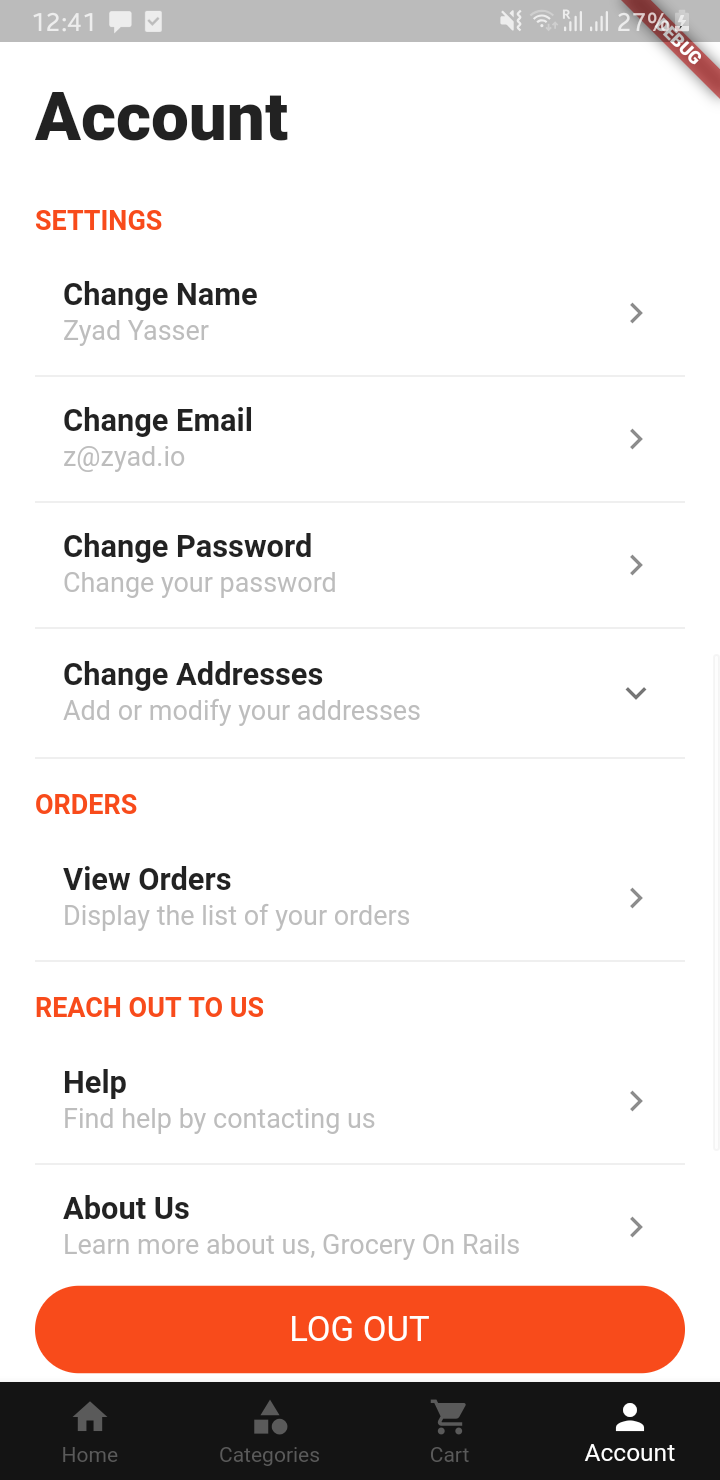 12:41
R
27%
DEBUG
Account
SETTINGS
Change Name
Zyad Yasser
Change Email
z@zyad.io
Change Password
Change your password
Change Addresses
Add or modify your addresses
ORDERS
View Orders
Display the list of your orders
REACH OUT TO US
Help
Find help by contacting us
About Us
Learn more about us, Grocery On Rails
LOG OUT
Home
Categories
Cart
Account